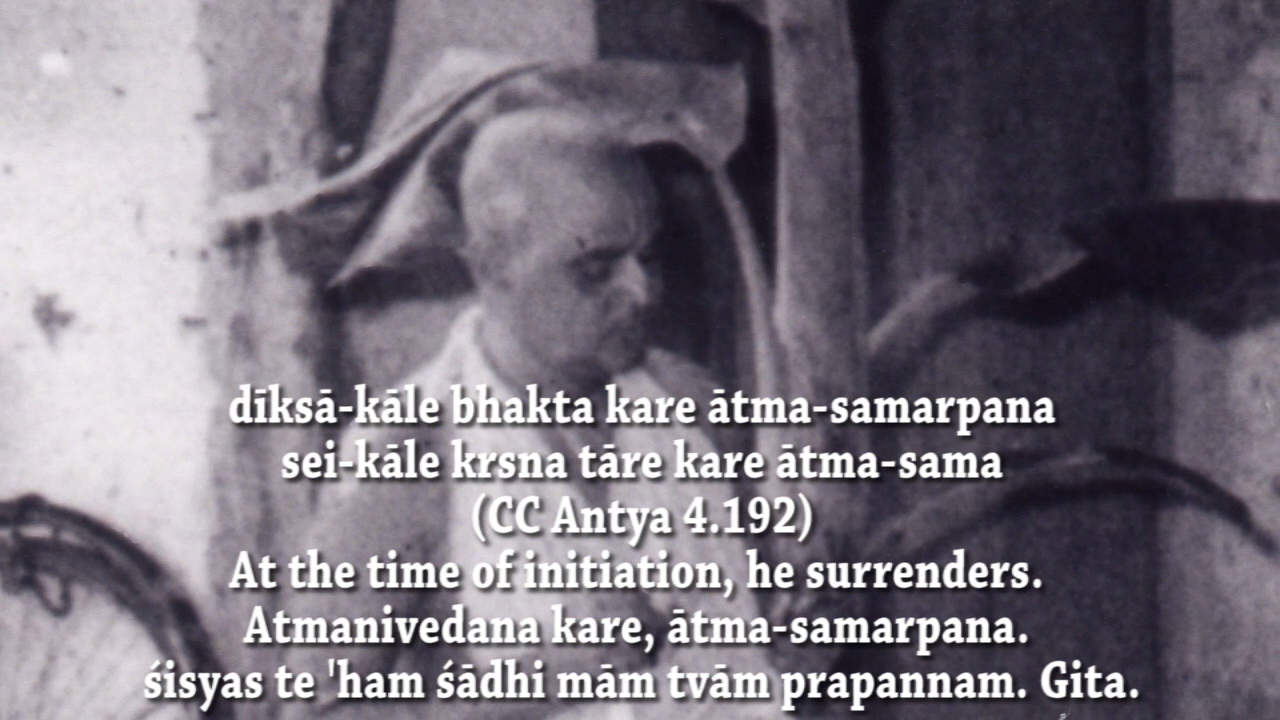 dīksā-kāle bhakta kare ātma-samarpana
sei-kāle krsna tāre kare ātma-sama
(CC Antya 4.192)
At the time of initiation, he surrenders.
Atmanivedana kare, ātma-samarpana.
śisyas te 'ham śādhi mām tvām prapannam. Gita.